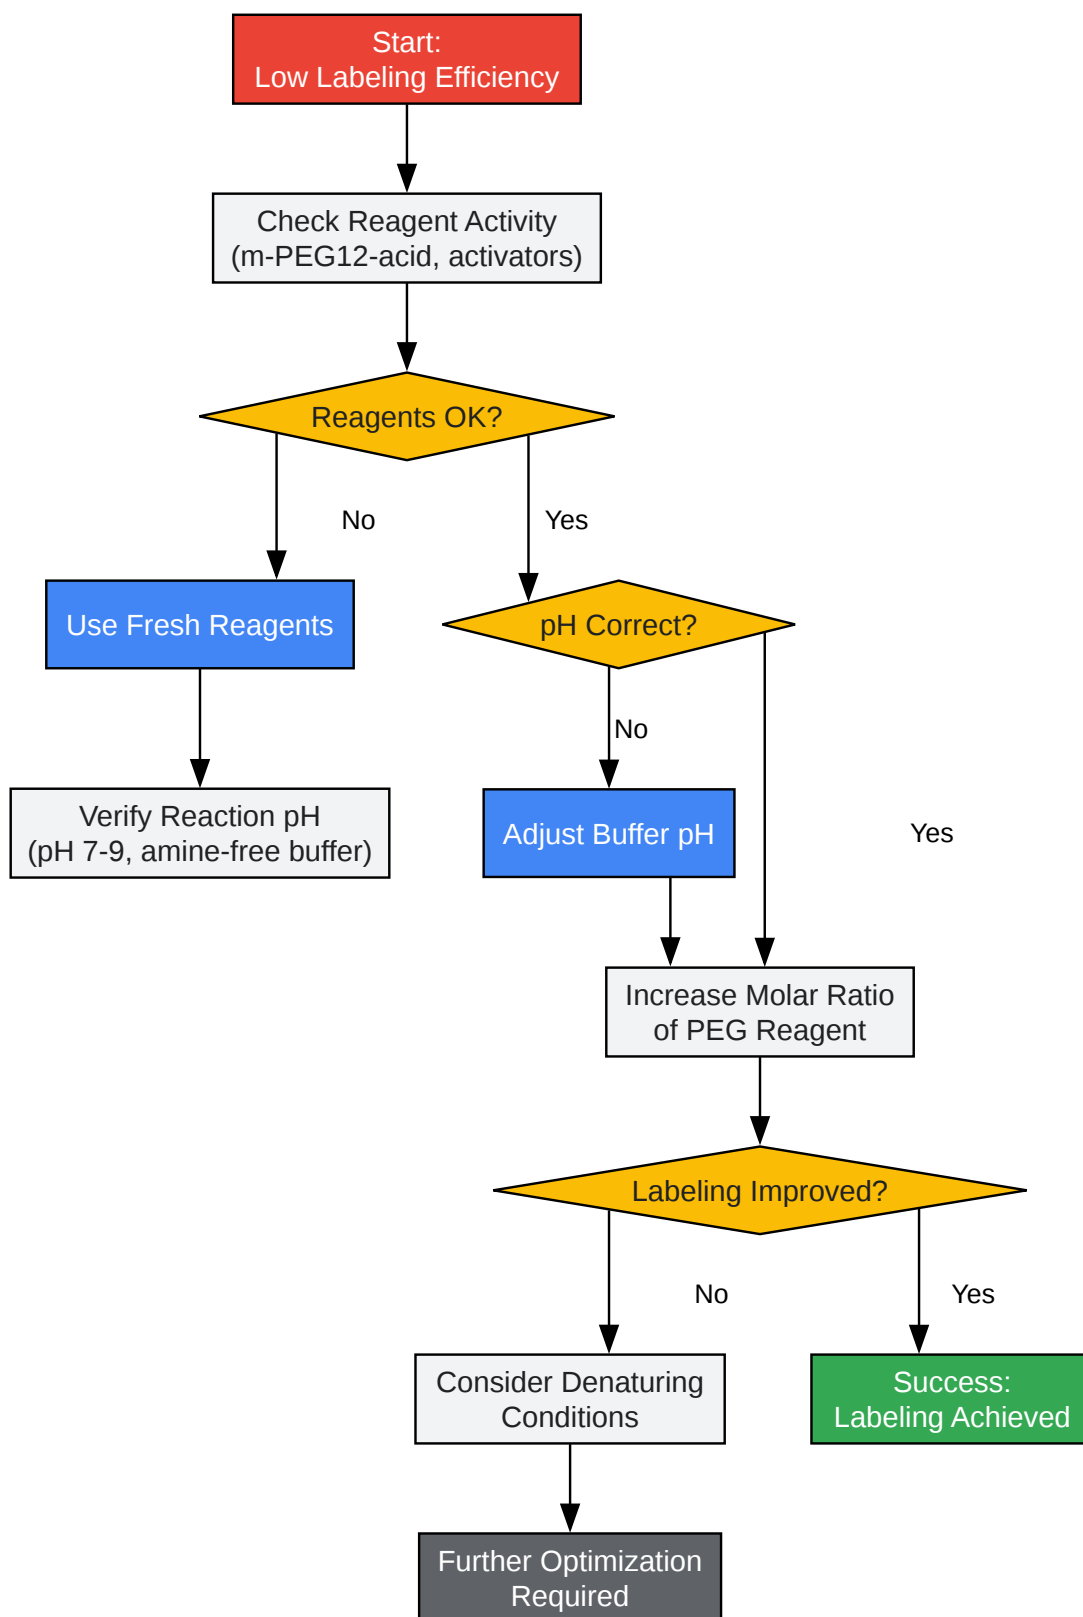 Start:
Low Labeling Efficiency
Check Reagent Activity
(m-PEG12-acid, activators)
Reagents OK?
No
Yes
Use Fresh Reagents
pH Correct?
No
Verify Reaction pH
(pH 7-9, amine-free buffer)
Adjust Buffer pH
Yes
Increase Molar Ratio
of PEG Reagent
Labeling Improved?
No
Yes
Consider Denaturing
Conditions
Success:
Labeling Achieved
Further Optimization
Required